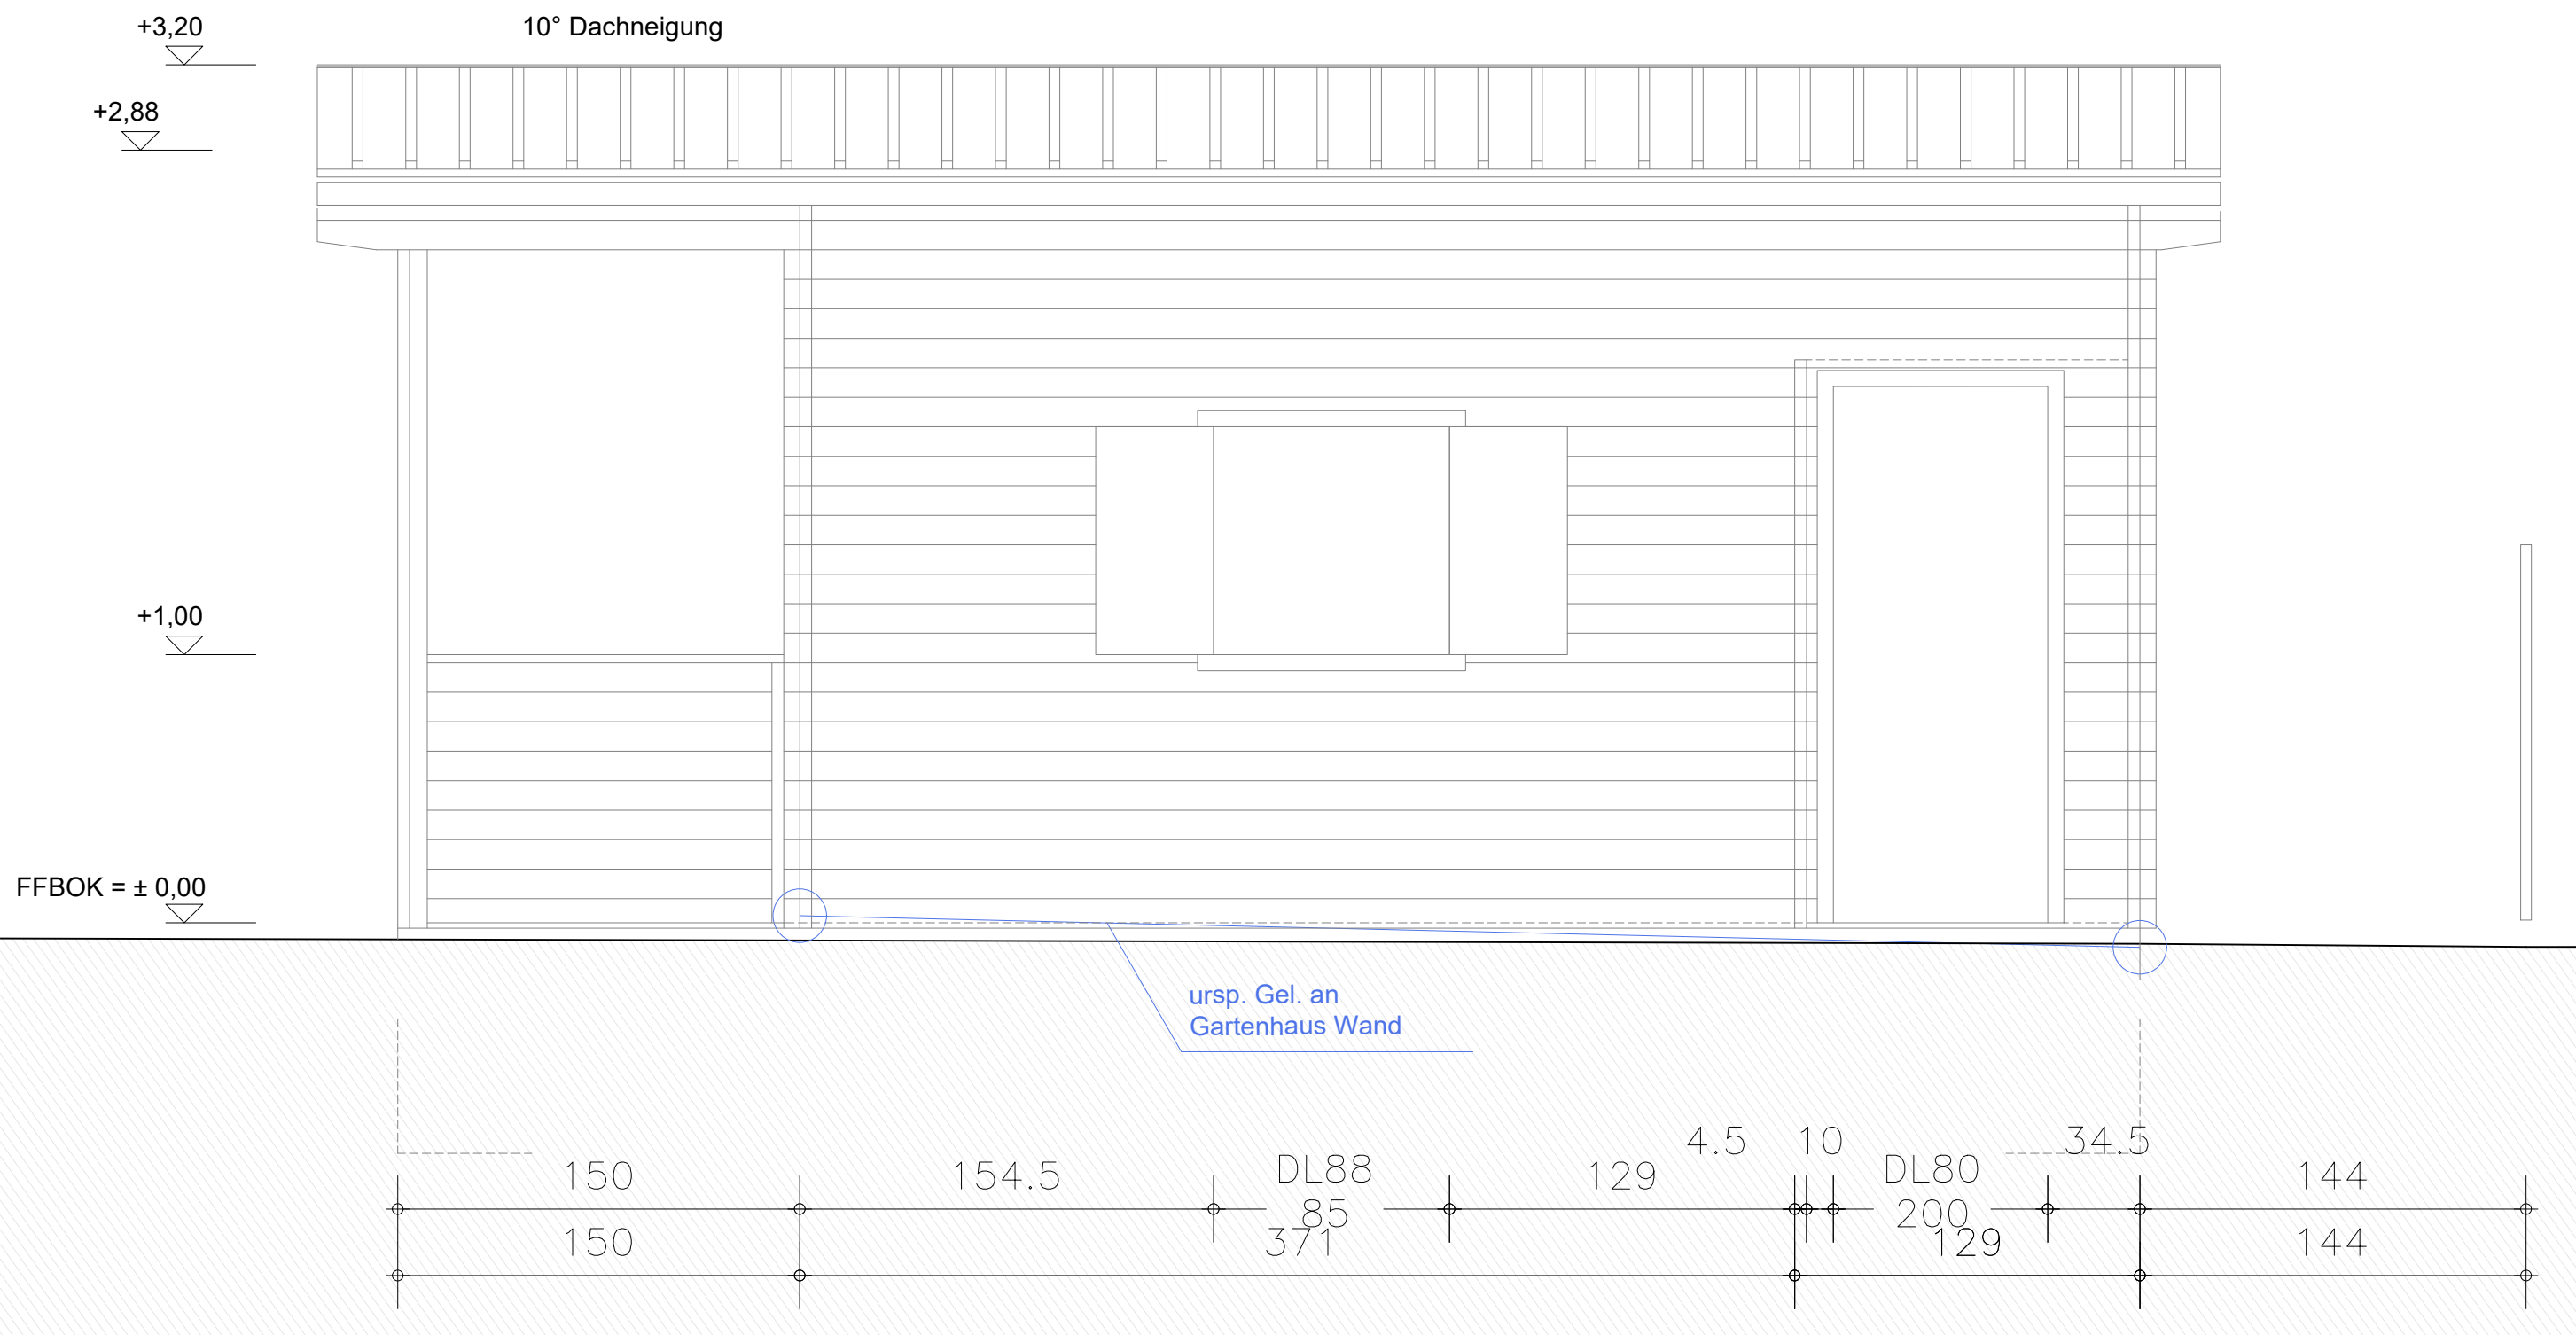 +3,20
10° Dachneigung
+2,88
+1,00
FFBOK = ± 0,00
ursp. Gel. an
Gartenhaus Wand
4.5 10 34.5
150 154.5 DL88 129 DL80 144
85 200
150 371 129 144